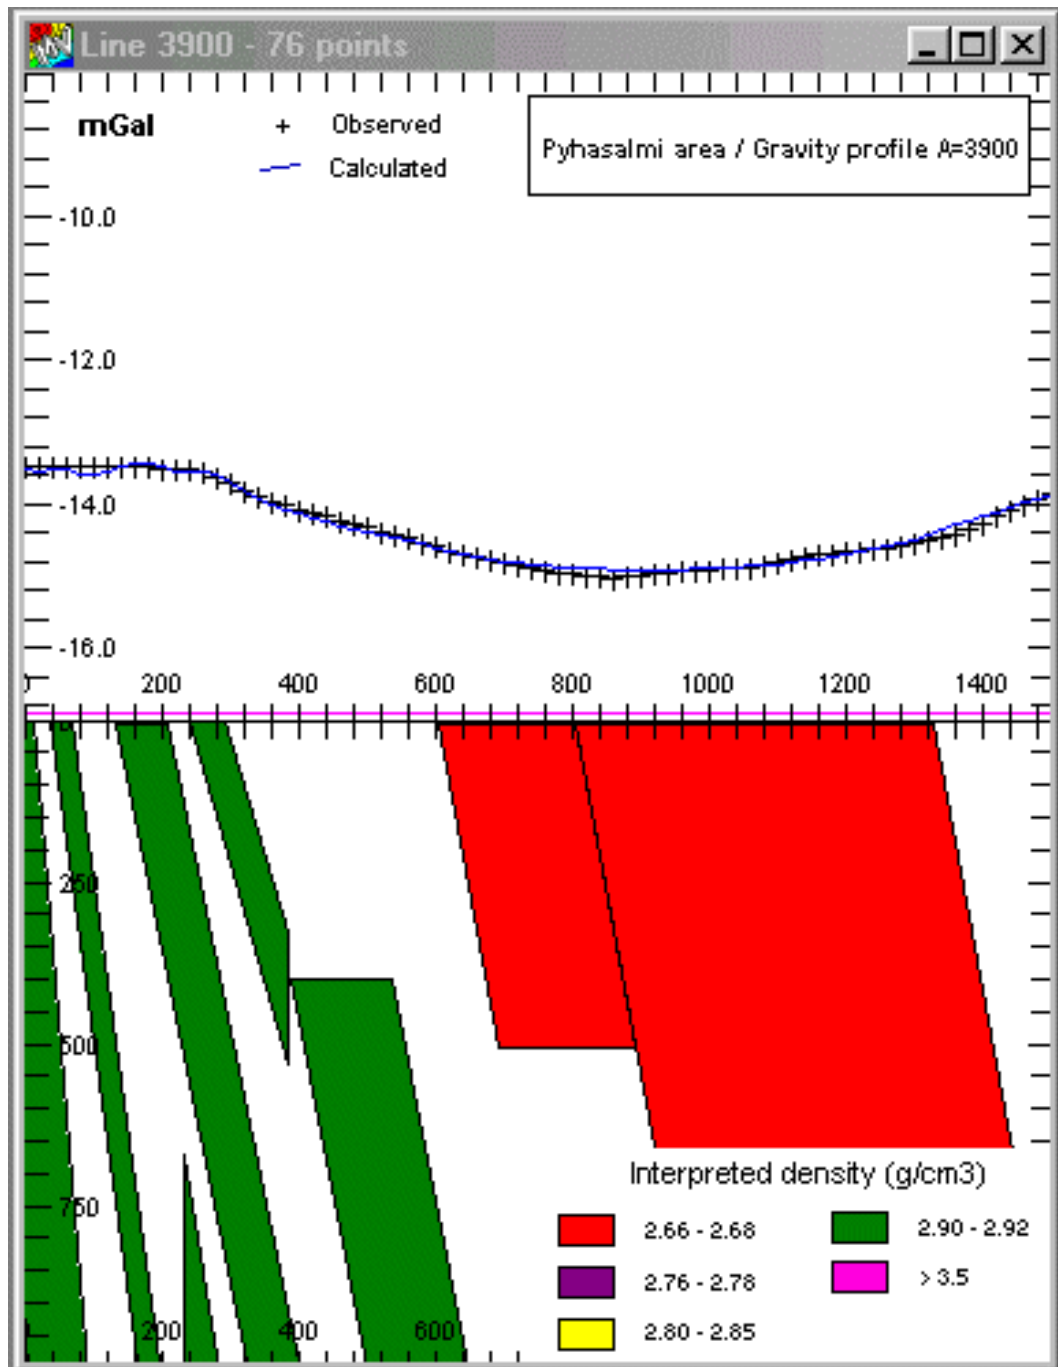 Line 3900 - 76 points
mGal
+ Observed
Calculated
Pyhasalmi area / Gravity profile A=3900
-10.0
-12.0
-14.0
-16.0
0 200 400 600 800 1000 1200 1400
0
250
500
750
200 400 600
Interpreted density (g/cm3)
2.66 - 2.68
2.90 - 2.92
2.76 - 2.78
> 3.5
2.80 - 2.85